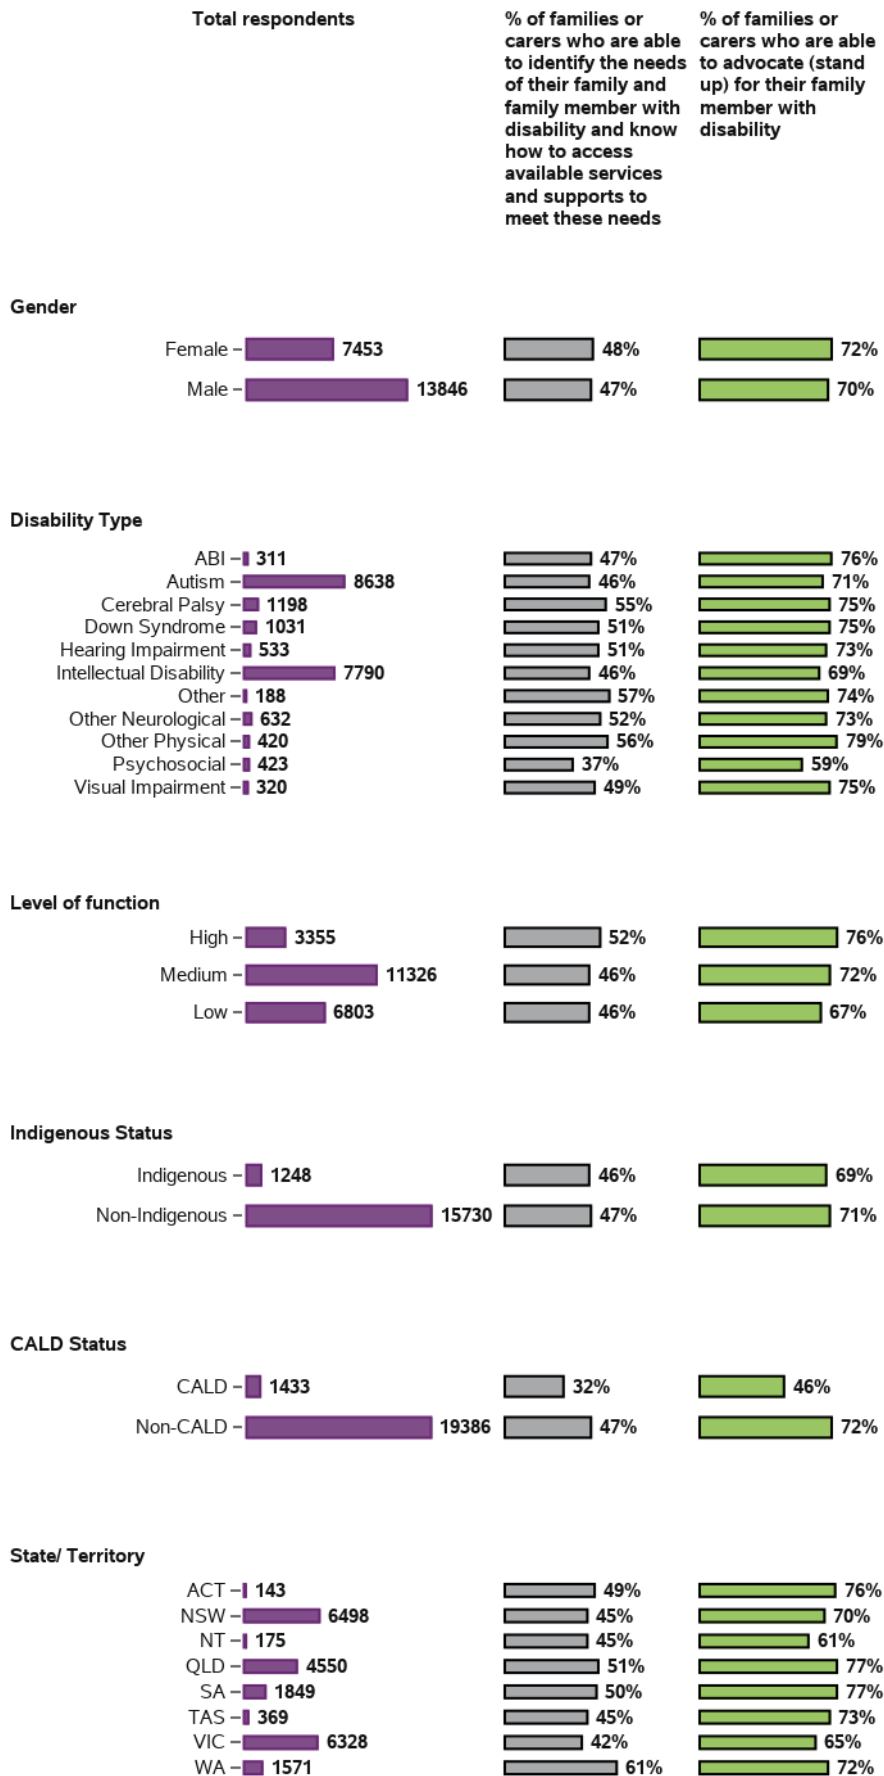 Total respondents
% of families or
carers who are able
to identify the needs
of their family and
family member with
disability and know
how to access
available services
and supports to
meet these needs
% of families or
carers who are able
to advocate (stand
up) for their family
member with
disability
Gender
Female 7453 48% 72%
Male 13846 47% 70%
Disability Type
ABI 311 47% 76%
Autism 8638 46% 71%
Cerebral Palsy 1198 55% 75%
Down Syndrome 1031 51% 75%
Hearing Impairment 533 51% 73%
Intellectual Disability 7790 46% 69%
Other 188 57% 74%
Other Neurological 632 52% 73%
Other Physical 420 56% 79%
Psychosocial 423 37% 59%
Visual Impairment 320 49% 75%
Level of function
High 3355 52% 76%
Medium 11326 46% 72%
Low 6803 46% 67%
Indigenous Status
Indigenous 1248 46% 69%
Non-Indigenous 15730 47% 71%
CALD Status
CALD 1433 32% 46%
Non-CALD 19386 47% 72%
State/ Territory
ACT 143 49% 76%
NSW 6498 45% 70%
NT 175 45% 61%
QLD 4550 51% 77%
SA 1849 50% 77%
TAS 369 45% 73%
VIC 6328 42% 65%
WA 1571 61% 72%